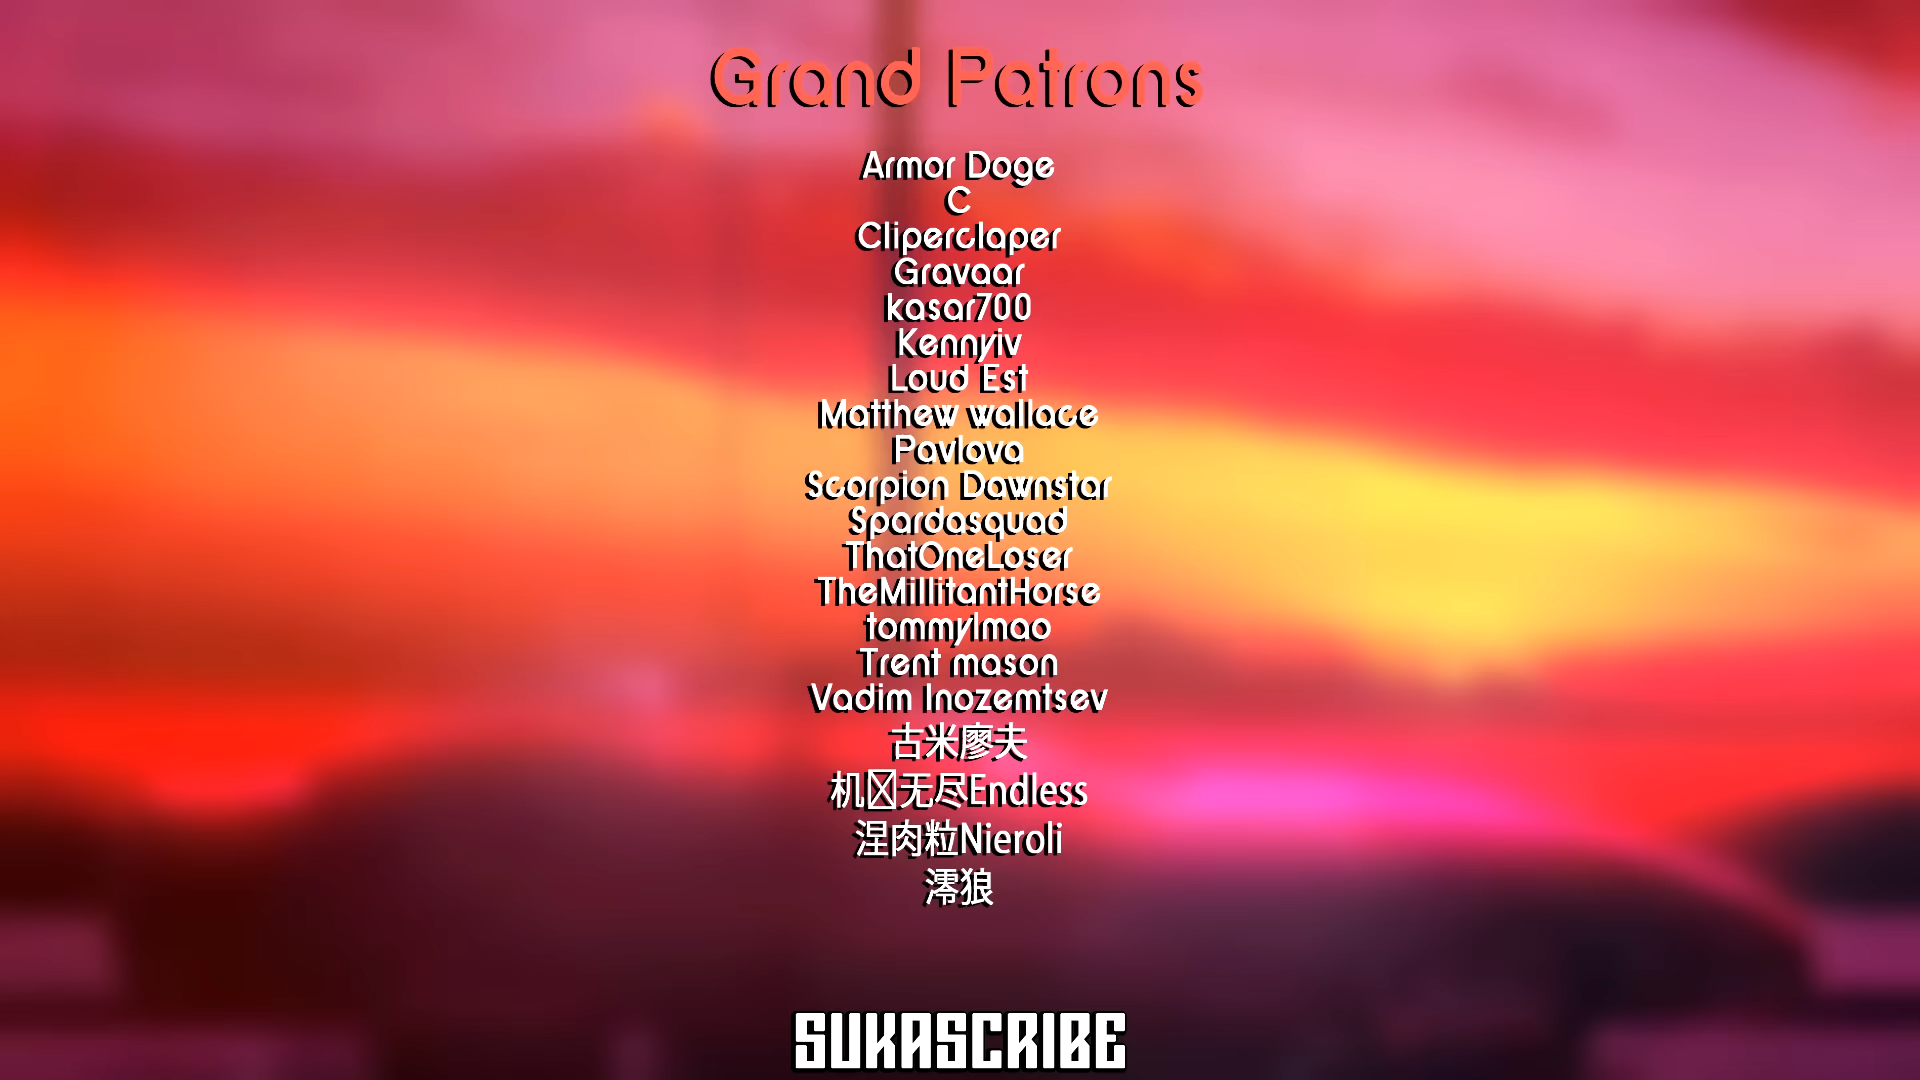 Grand Patrons
Armor Doge
C
Cliperclaper
Gravaar
kasar700
Kennyiv
Loud Est
Matthew wallace
Pavlova
Scorpion Dawnstar
Spardasquad
ThatOneLoser
TheMillitantHorse
tommylmao
Trent mason
Vadim Inozemtsev
古米廖夫
机无尽Endless
涅肉粒Nieroli
澪狼
SUKASCRIBE